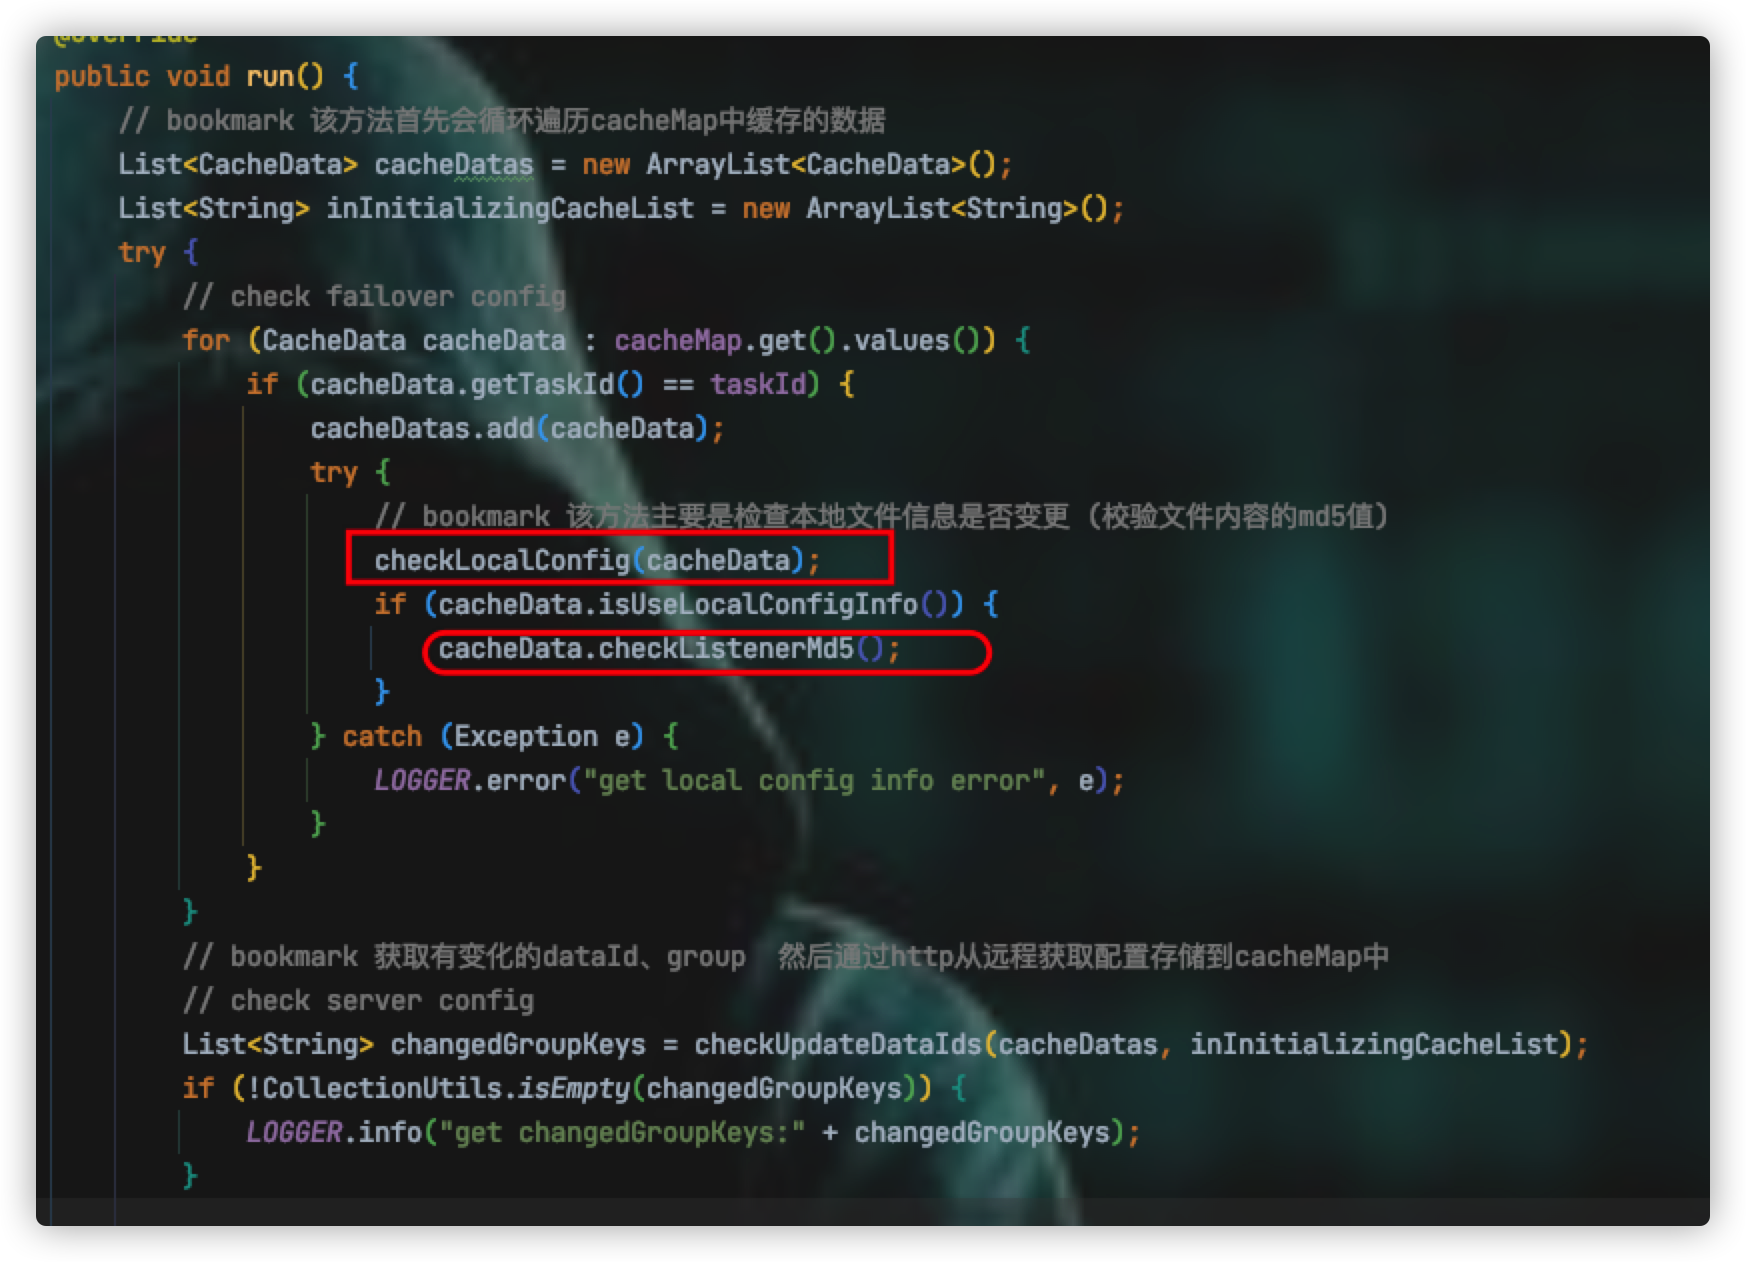 @Override
public void run() {
// bookmark 该方法首先会循环遍历cacheMap中缓存的数据
List<CacheData> cacheDatas = new ArrayList<CacheData>();
List<String> inInitializingCacheList = new ArrayList<String>();
try {
// check failover config
for (CacheData cacheData : cacheMap.get().values()) {
if (cacheData.getTaskId() == taskId) {
cacheDatas.add(cacheData);
try {
// bookmark 该方法主要是检查本地文件信息是否变更 (校验文件内容的md5值)
checkLocalConfig(cacheData);
if (cacheData.isUseLocalConfigInfo()) {
cacheData.checkListenerMd5();
}
} catch (Exception e) {
LOGGER.error("get local config info error", e);
}
}
}
// bookmark 获取有变化的dataId、group  然后通过http从远程获取配置存储到cacheMap中
// check server config
List<String> changedGroupKeys = checkUpdateDataIds(cacheDatas, inInitializingCacheList);
if (!CollectionUtils.isEmpty(changedGroupKeys)) {
LOGGER.info("get changedGroupKeys:" + changedGroupKeys);
}